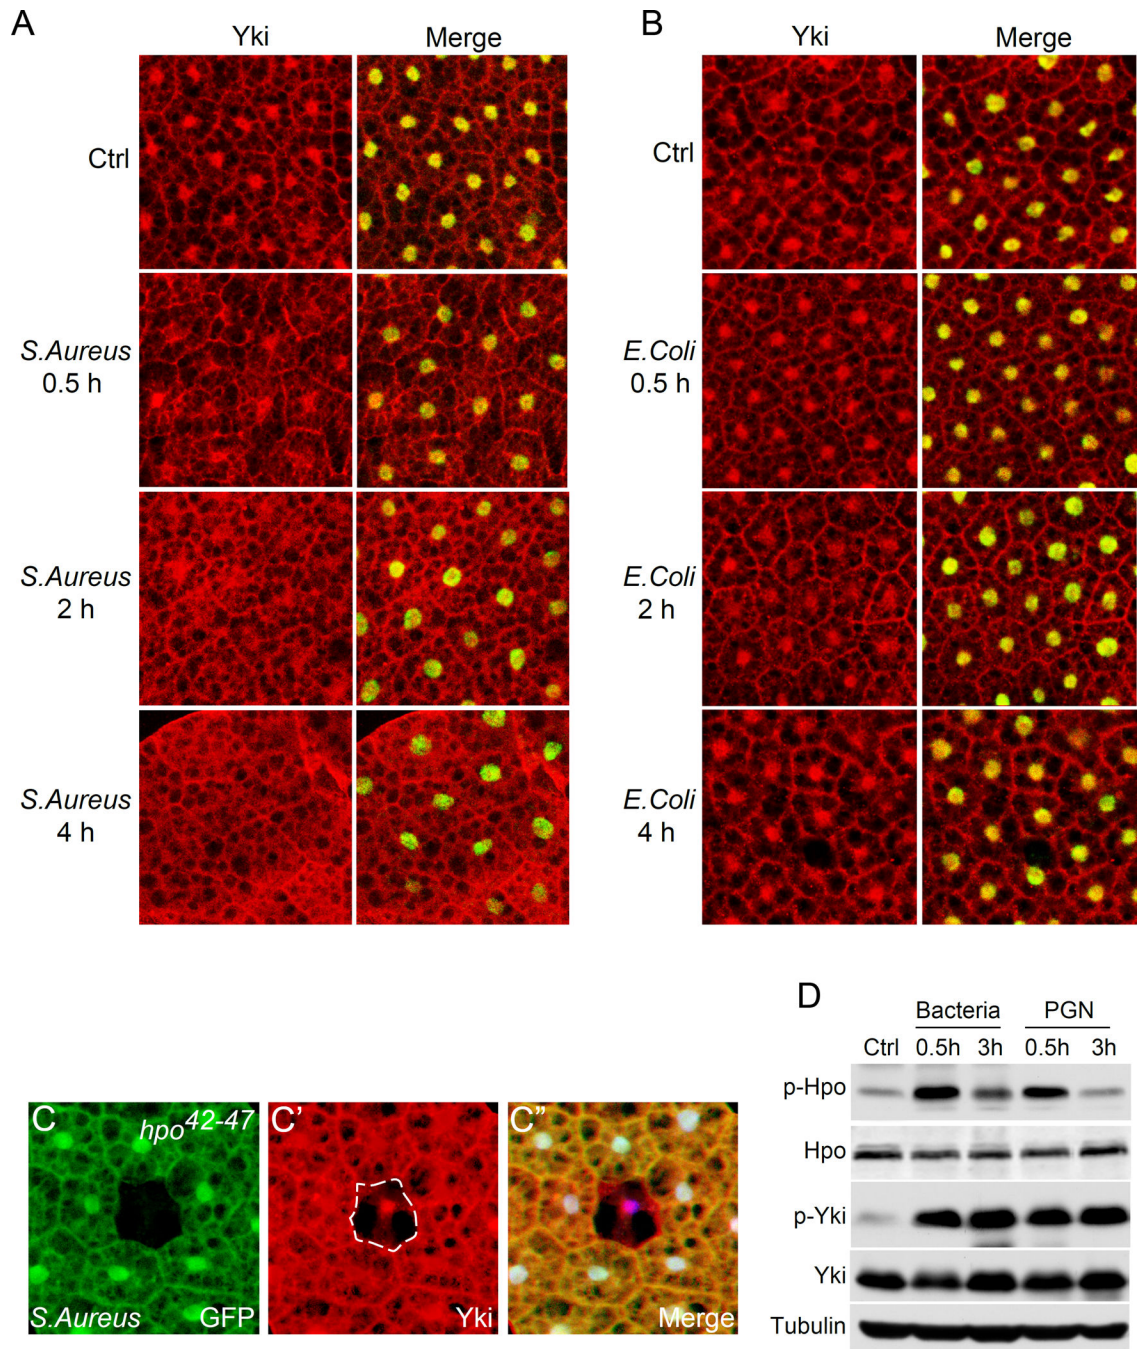 A
Yki Merge
Ctrl
S.Aureus
0.5 h
S.Aureus
2 h
S.Aureus
4 h
B
Yki Merge
Ctrl
E.Coli
0.5 h
E.Coli
2 h
E.Coli
4 h
C
hpo42-47
S.Aureus GFP
C'
Yki
C"
Merge
D
Bacteria PGN
Ctrl 0.5h 3h 0.5h 3h
p-Hpo
Hpo
p-Yki
Yki
Tubulin